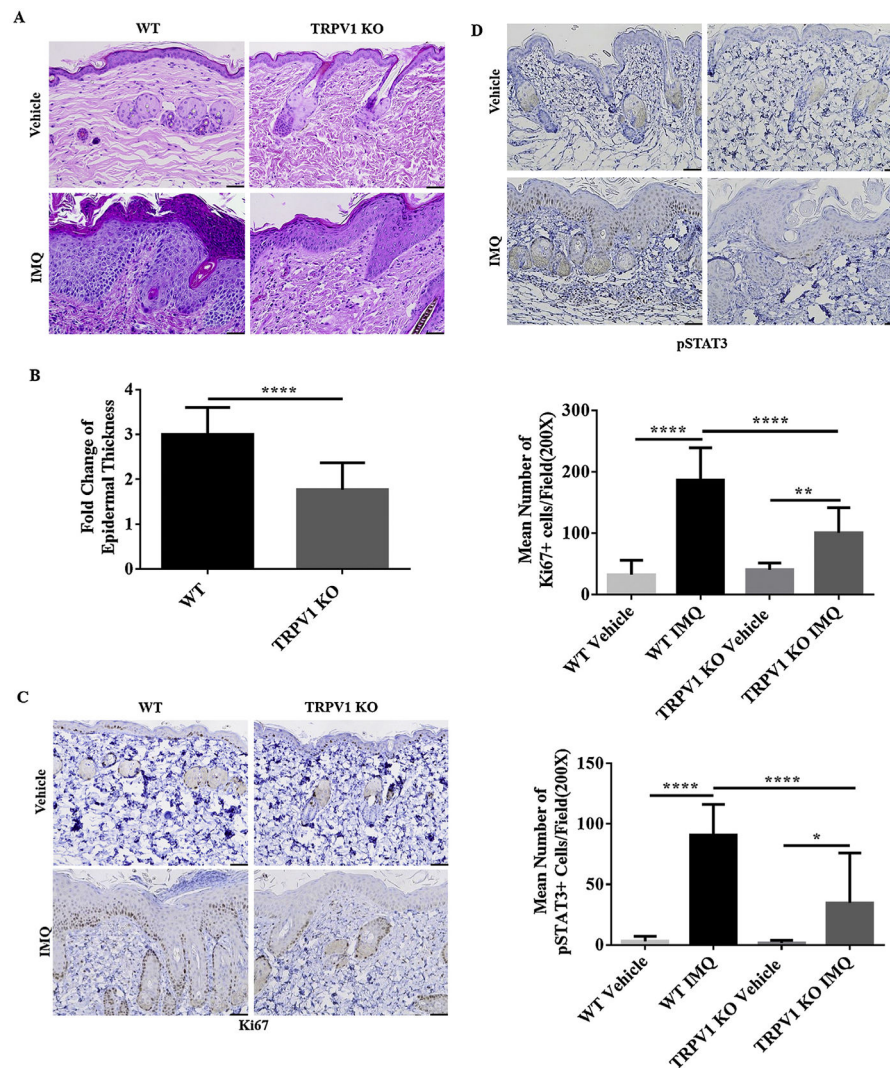 A
WT
TRPV1 KO
Vehicle
IMQ
D
Vehicle
IMQ
pSTAT3
B
Fold Change of
Epidermal Thickness
4
3
2
1
0
****
WT
TRPV1 KO
Mean Number of
Ki67+ cells/Field(200X)
300
200
100
0
****
****
**
WT Vehicle
WT IMQ
TRPV1 KO Vehicle
TRPV1 KO IMQ
C
WT
TRPV1 KO
Vehicle
IMQ
Ki67
Mean Number of
pSTAT3+ Cells/Field(200X)
150
100
50
0
****
****
*
WT Vehicle
WT IMQ
TRPV1 KO Vehicle
TRPV1 KO IMQ